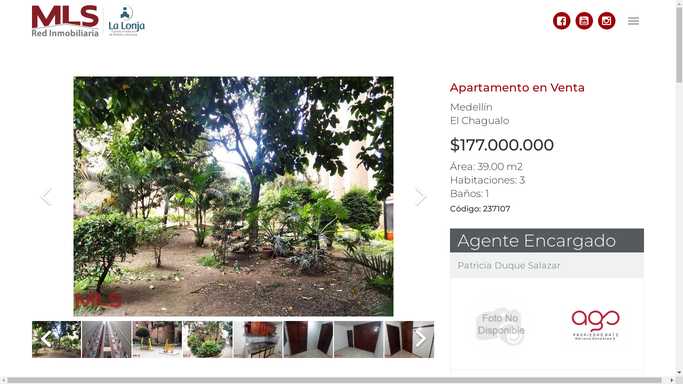 MLS
Red Inmobiliaria
La Lonja
Apartamento en Venta
Medellín
El Chagualo
$177.000.000
Área: 39.00 m2
Habitaciones: 3
Baños: 1
Código: 237107
MLS
Agente Encargado
Patricia Duque Salazar
Foto No
Disponible
ago